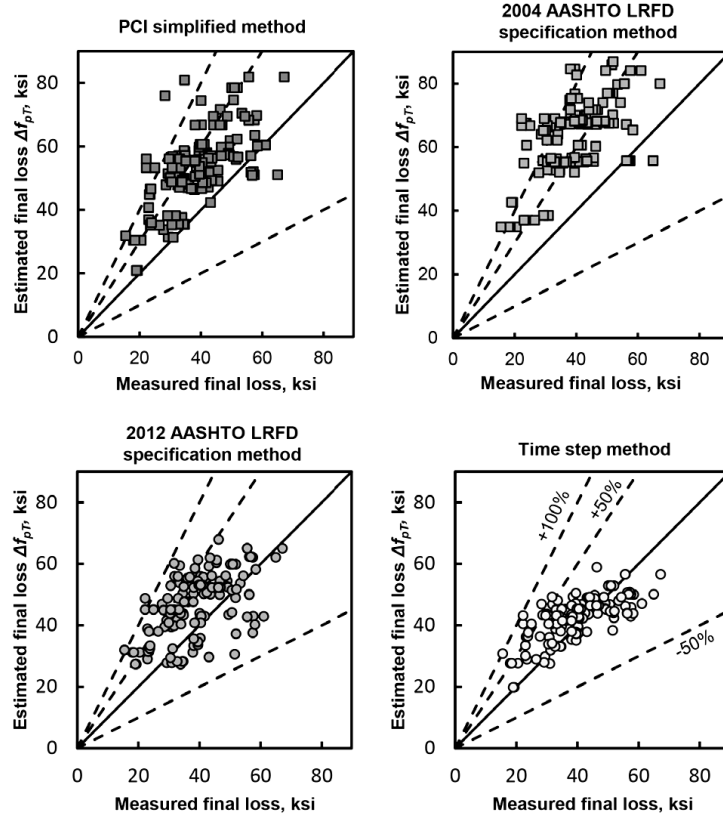 PCI simplified method
80
60
40
20
0
0 20 40 60 80
Estimated final loss Δf_pT, ksi
Measured final loss, ksi
2004 AASHTO LRFD
specification method
80
60
40
20
0
0 20 40 60 80
Estimated final loss Δf_pT, ksi
Measured final loss, ksi
2012 AASHTO LRFD
specification method
80
60
40
20
0
0 20 40 60 80
Estimated final loss Δf_pT, ksi
Measured final loss, ksi
Time step method
80
60
40
20
0
0 20 40 60 80
+100%
+50%
-50%
Estimated final loss Δf_pT, ksi
Measured final loss, ksi